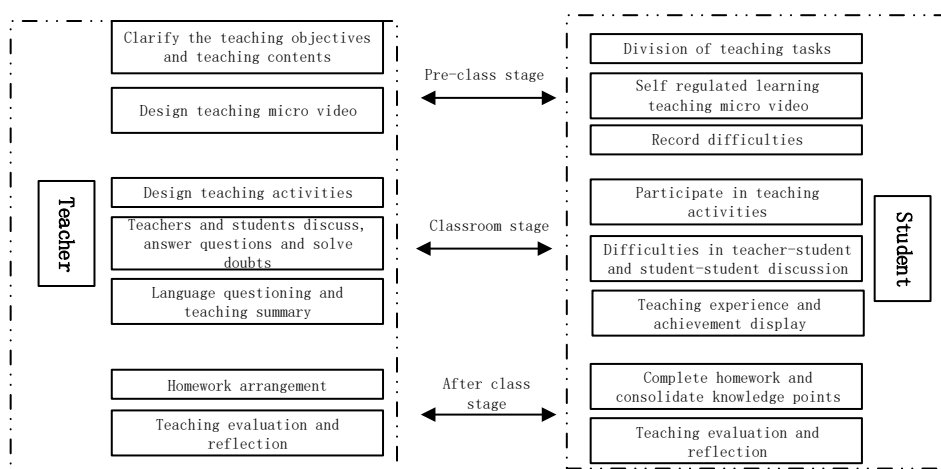 Clarify the teaching objectives
and teaching contents
Design teaching micro video
Teacher
Design teaching activities
Teachers and students discuss,
answer questions and solve
doubts
Language questioning and
teaching summary
Homework arrangement
Teaching evaluation and
reflection
Pre-class stage
Classroom stage
After class
stage
Division of teaching tasks
Self regulated learning
teaching micro video
Record difficulties
Participate in teaching
activities
Difficulties in teacher-student
and student-student discussion
Teaching experience and
achievement display
Student
Complete homework and
consolidate knowledge points
Teaching evaluation and
reflection